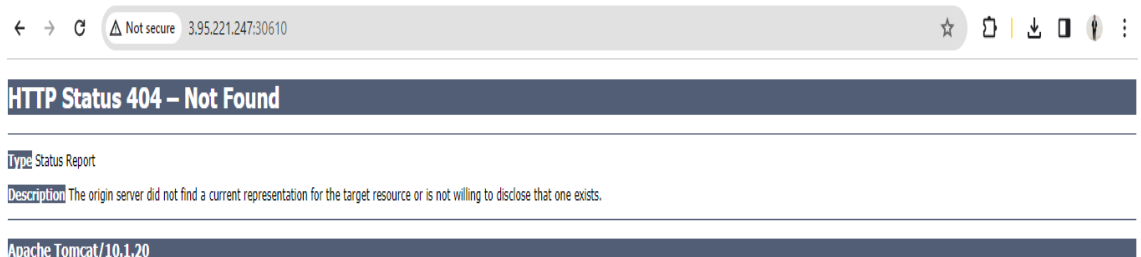 Not secure 3.95.221.247:30610
HTTP Status 404 – Not Found
Type Status Report
Description The origin server did not find a current representation for the target resource or is not willing to disclose that one exists.
Apache Tomcat/10.1.20